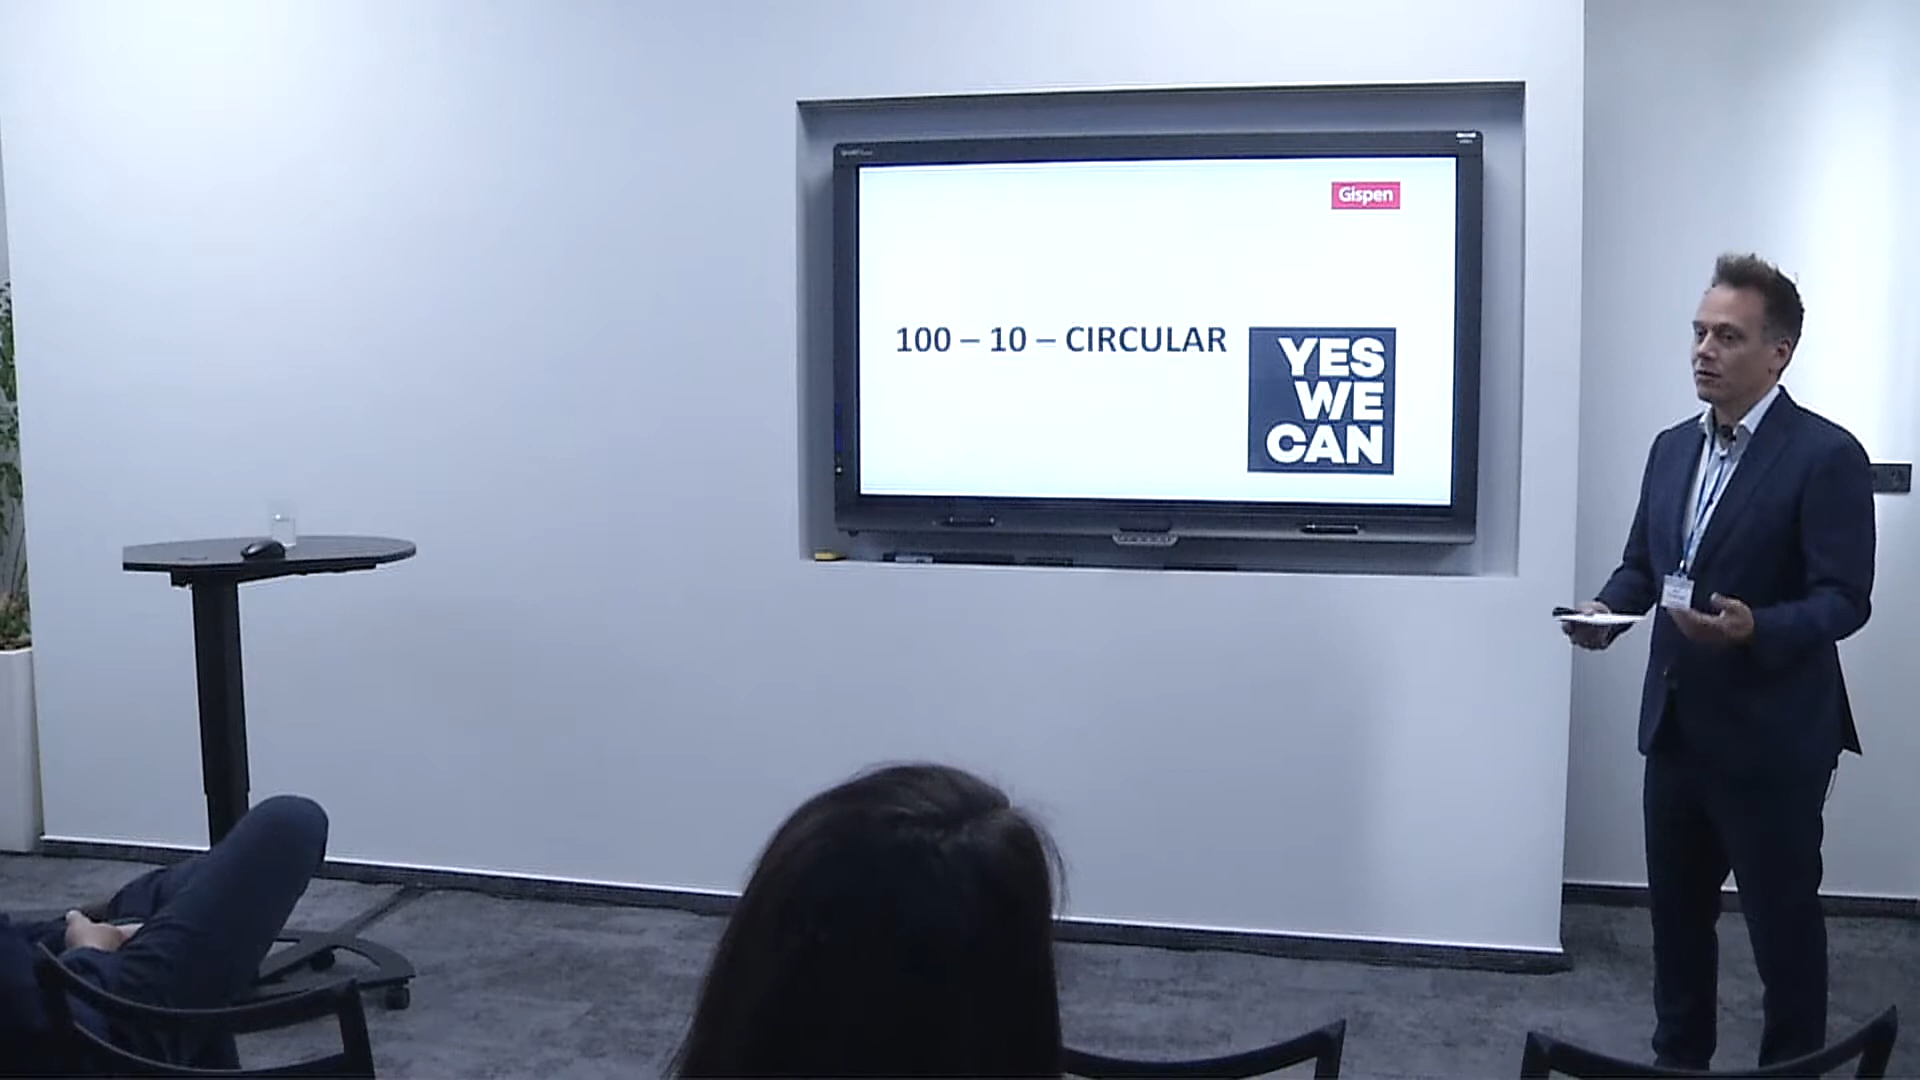 Gispen
100 – 10 – CIRCULAR
YES
WE
CAN